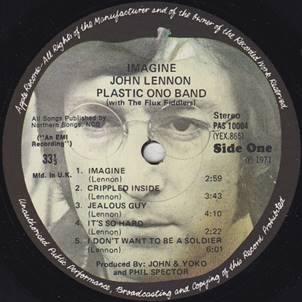 Apple Records · All Rights of this Manufacturer and of the Owner of the Recorded Work Reserved
IMAGINE
JOHN LENNON
PLASTIC ONO BAND
(with The Flux Fiddlers)
All Songs Published by
Northern Songs, NCB
("An EMI
Recording")
33⅓
Mfd. in U.K.
Stereo
PAS 10004
(YEX.865)
Side One
℗ 1971
1. IMAGINE 2:59
(Lennon)
2. CRIPPLED INSIDE 3:43
(Lennon)
3. JEALOUS GUY 4:10
(Lennon)
4. IT'S SO HARD 2:22
(Lennon)
5. I DON'T WANT TO BE A SOLDIER
(Lennon) 6:01
Produced By: JOHN & YOKO
and PHIL SPECTOR
Unauthorised Public Performance, Broadcasting and Copying of this Record Prohibited